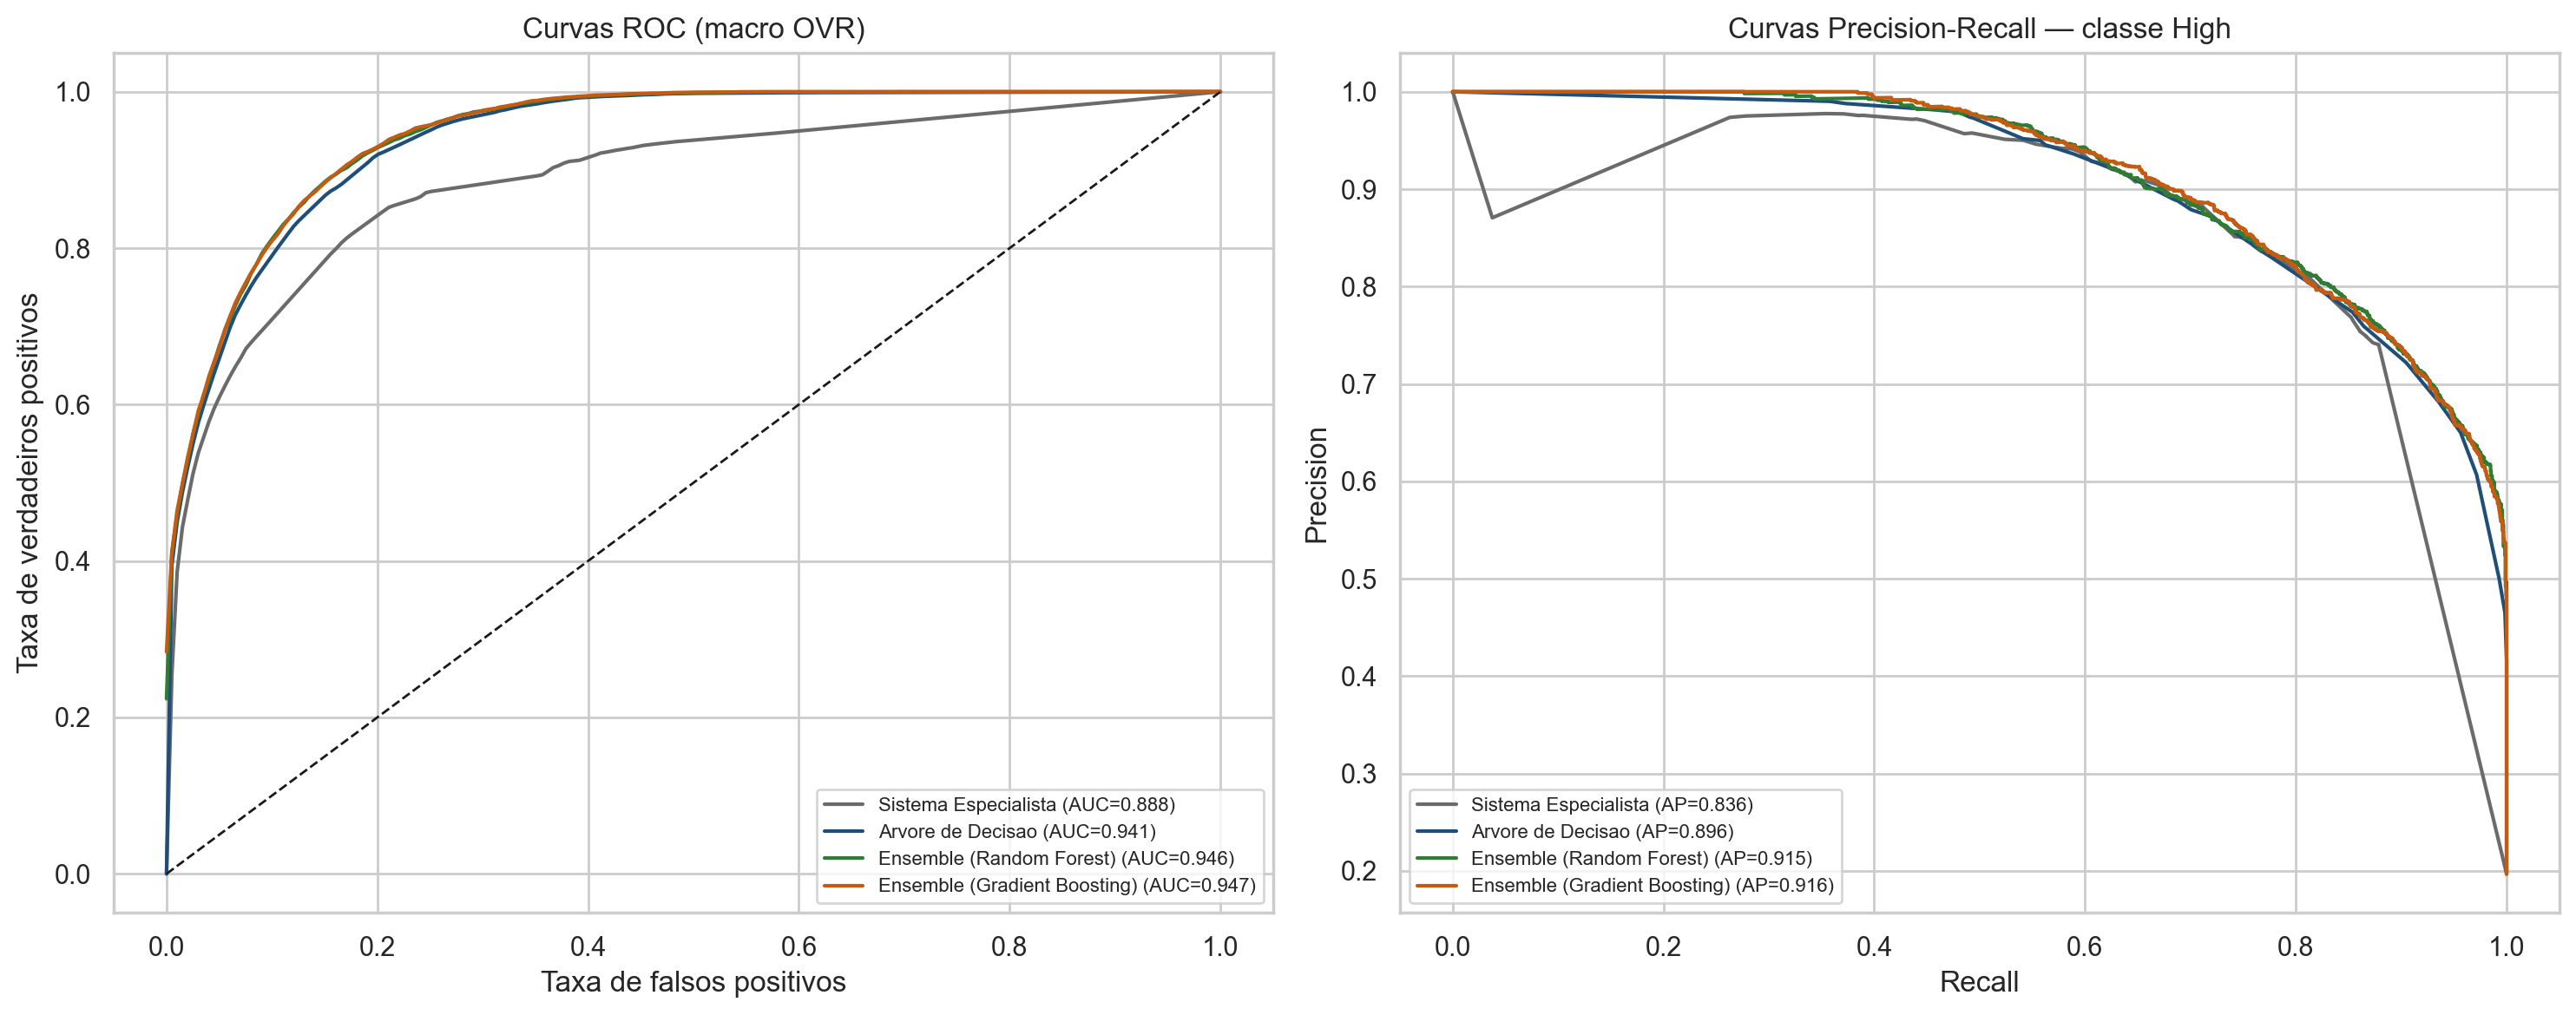 Curvas ROC (macro OVR)
Taxa de verdadeiros positivos
1.0
0.8
0.6
0.4
0.2
0.0
0.0 0.2 0.4 0.6 0.8 1.0
Taxa de falsos positivos
Sistema Especialista (AUC=0.888)
Arvore de Decisao (AUC=0.941)
Ensemble (Random Forest) (AUC=0.946)
Ensemble (Gradient Boosting) (AUC=0.947)
Curvas Precision-Recall — classe High
Precision
1.0
0.9
0.8
0.7
0.6
0.5
0.4
0.3
0.2
0.0 0.2 0.4 0.6 0.8 1.0
Recall
Sistema Especialista (AP=0.836)
Arvore de Decisao (AP=0.896)
Ensemble (Random Forest) (AP=0.915)
Ensemble (Gradient Boosting) (AP=0.916)